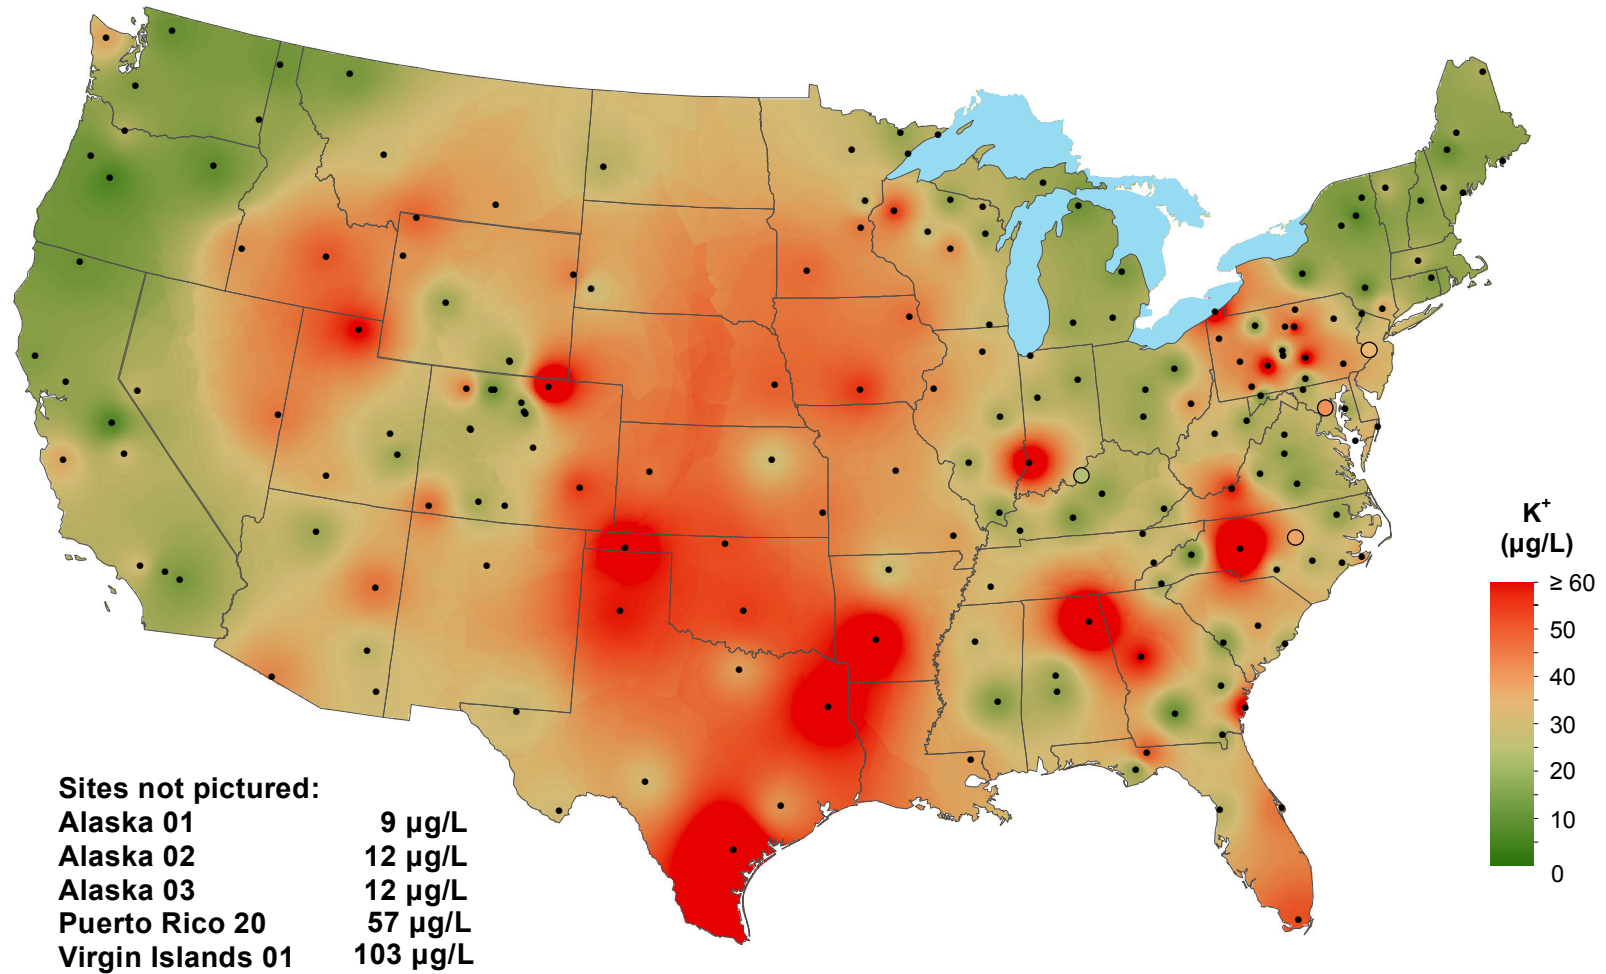 K+
(µg/L)
≥ 60
50
40
30
20
10
0
Sites not pictured:
Alaska 01 9 µg/L
Alaska 02 12 µg/L
Alaska 03 12 µg/L
Puerto Rico 20 57 µg/L
Virgin Islands 01 103 µg/L